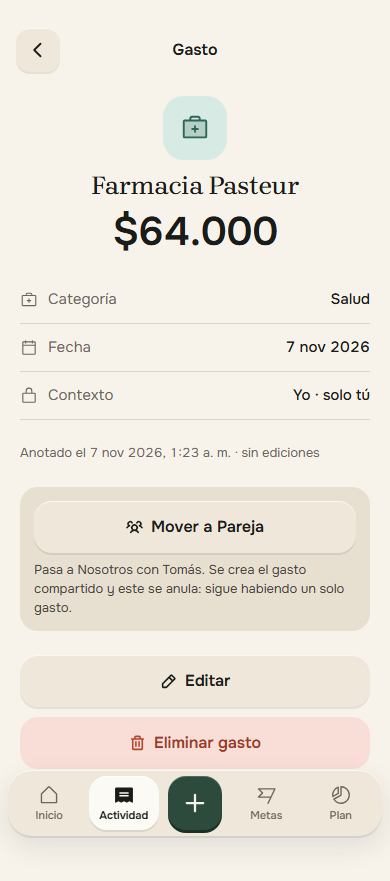 Gasto
Farmacia Pasteur
$64.000
Categoría Salud
Fecha 7 nov 2026
Contexto Yo · solo tú
Anotado el 7 nov 2026, 1:23 a. m. · sin ediciones
Mover a Pareja
Pasa a Nosotros con Tomás. Se crea el gasto
compartido y este se anula: sigue habiendo un solo
gasto.
Editar
Eliminar gasto
Inicio Actividad Metas Plan